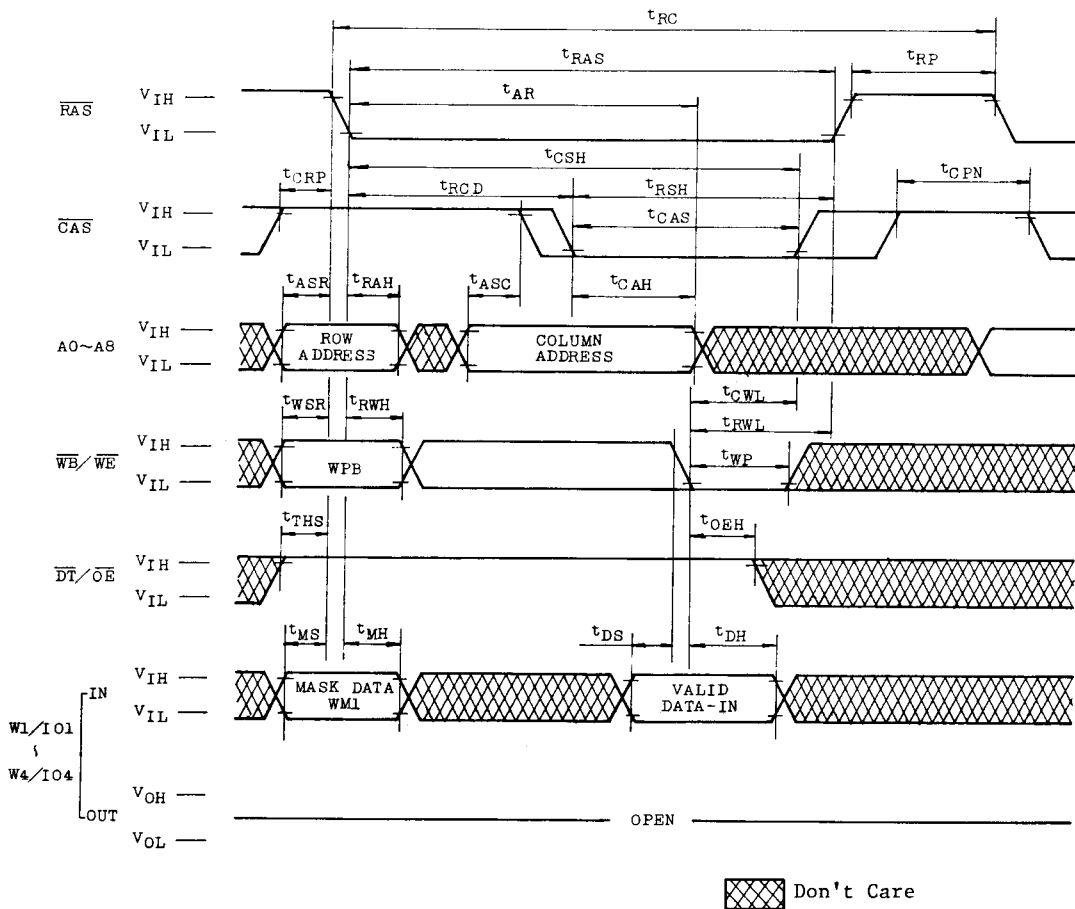 tRC
tRAS
tRP
tAR
RAS
VIH
VIL
tCSH
tCRP
tRCD
tRSH
tCPN
CAS
VIH
VIL
tCAS
tASR
tRAH
tASC
tCAH
A0~A8
VIH
VIL
ROW
ADDRESS
COLUMN
ADDRESS
tWSR
tRWH
tCWL
tRWL
WB/WE
VIH
VIL
WPB
tWP
tTHS
tOEH
DT/OE
VIH
VIL
tMS
tMH
tDS
tDH
VIH
VIL
IN
MASK DATA
WM1
VALID
DATA-IN
W1/IO1
~
W4/IO4
VOH
OUT
VOL
OPEN
Don't Care